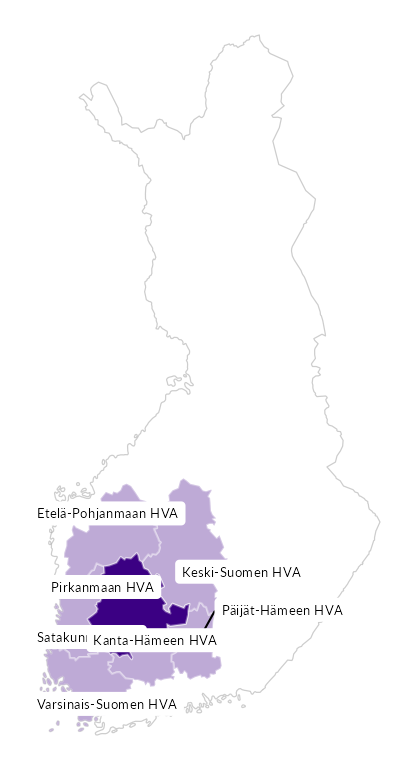 Etelä-Pohjanmaan HVA
Keski-Suomen HVA
Pirkanmaan HVA
Päijät-Hämeen HVA
Kanta-Hämeen HVA
Varsinais-Suomen HVA